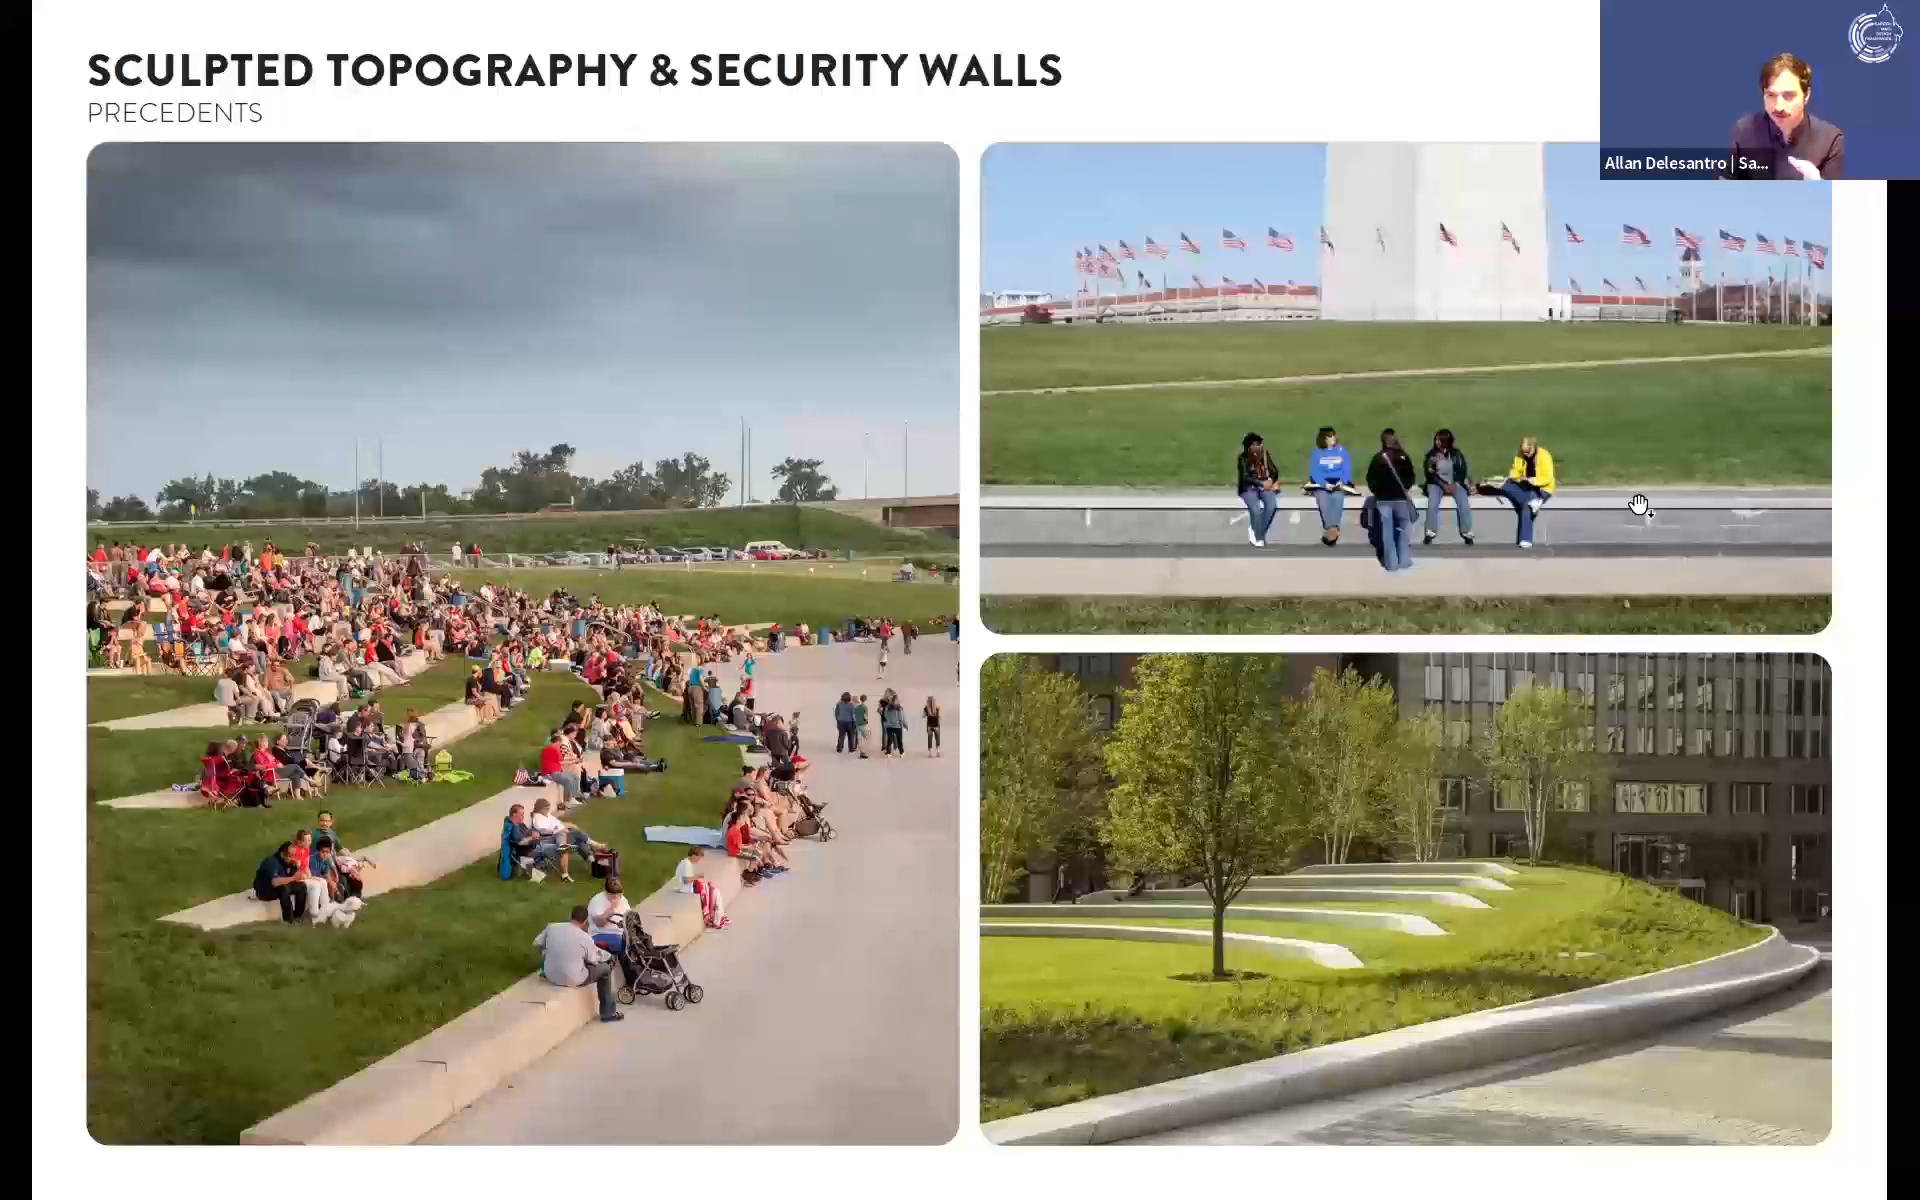 SCULPTED TOPOGRAPHY & SECURITY WALLS
PRECEDENTS
Allan Delesantro | Sa...